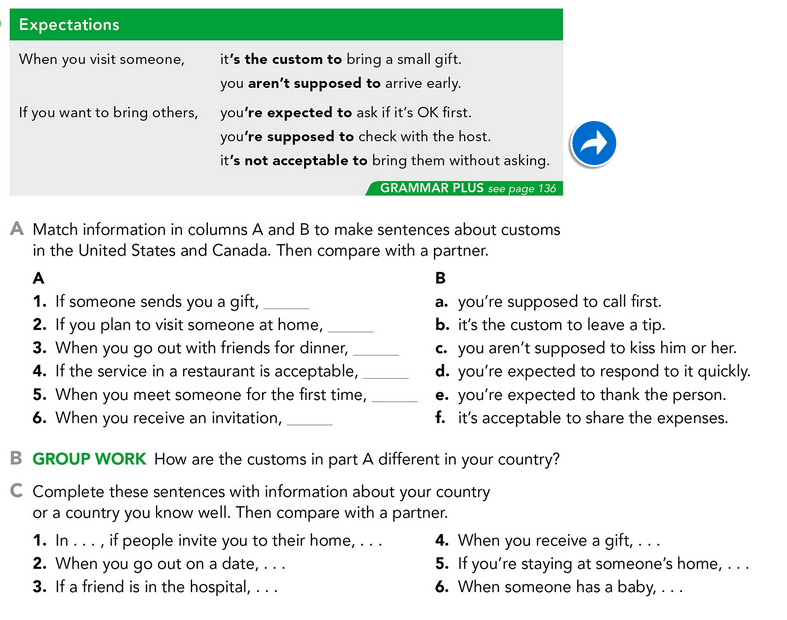 Expectations
When you visit someone, it's the custom to bring a small gift.
you aren't supposed to arrive early.
If you want to bring others, you're expected to ask if it's OK first.
you're supposed to check with the host.
it's not acceptable to bring them without asking.
GRAMMAR PLUS see page 136
A Match information in columns A and B to make sentences about customs
in the United States and Canada. Then compare with a partner.
A
1. If someone sends you a gift, ______
2. If you plan to visit someone at home, ______
3. When you go out with friends for dinner, ______
4. If the service in a restaurant is acceptable, ______
5. When you meet someone for the first time, ______
6. When you receive an invitation, ______
B
a. you're supposed to call first.
b. it's the custom to leave a tip.
c. you aren't supposed to kiss him or her.
d. you're expected to respond to it quickly.
e. you're expected to thank the person.
f. it's acceptable to share the expenses.
B GROUP WORK How are the customs in part A different in your country?
C Complete these sentences with information about your country
or a country you know well. Then compare with a partner.
1. In . . . , if people invite you to their home, . . .
2. When you go out on a date, . . .
3. If a friend is in the hospital, . . .
4. When you receive a gift, . . .
5. If you're staying at someone's home, . . .
6. When someone has a baby, . . .